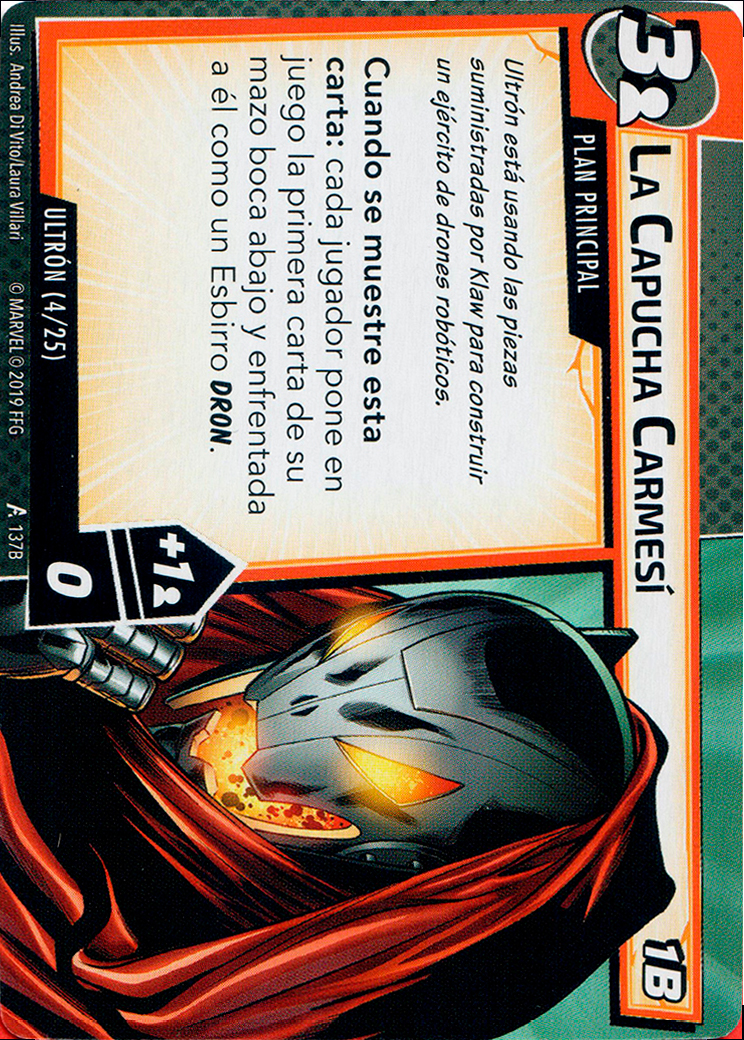 3
LA CAPUCHA CARMESÍ
1B
PLAN PRINCIPAL
Ultrón está usando las piezas
suministradas por Klaw para construir
un ejército de drones robóticos.
Cuando se muestre esta
carta: cada jugador pone en
juego la primera carta de su
mazo boca abajo y enfrentada
a él como un Esbirro DRON.
+1
0
ULTRÓN (4/25)
Illus. Andrea Di Vito/Laura Villari
© MARVEL © 2019 FFG
137B